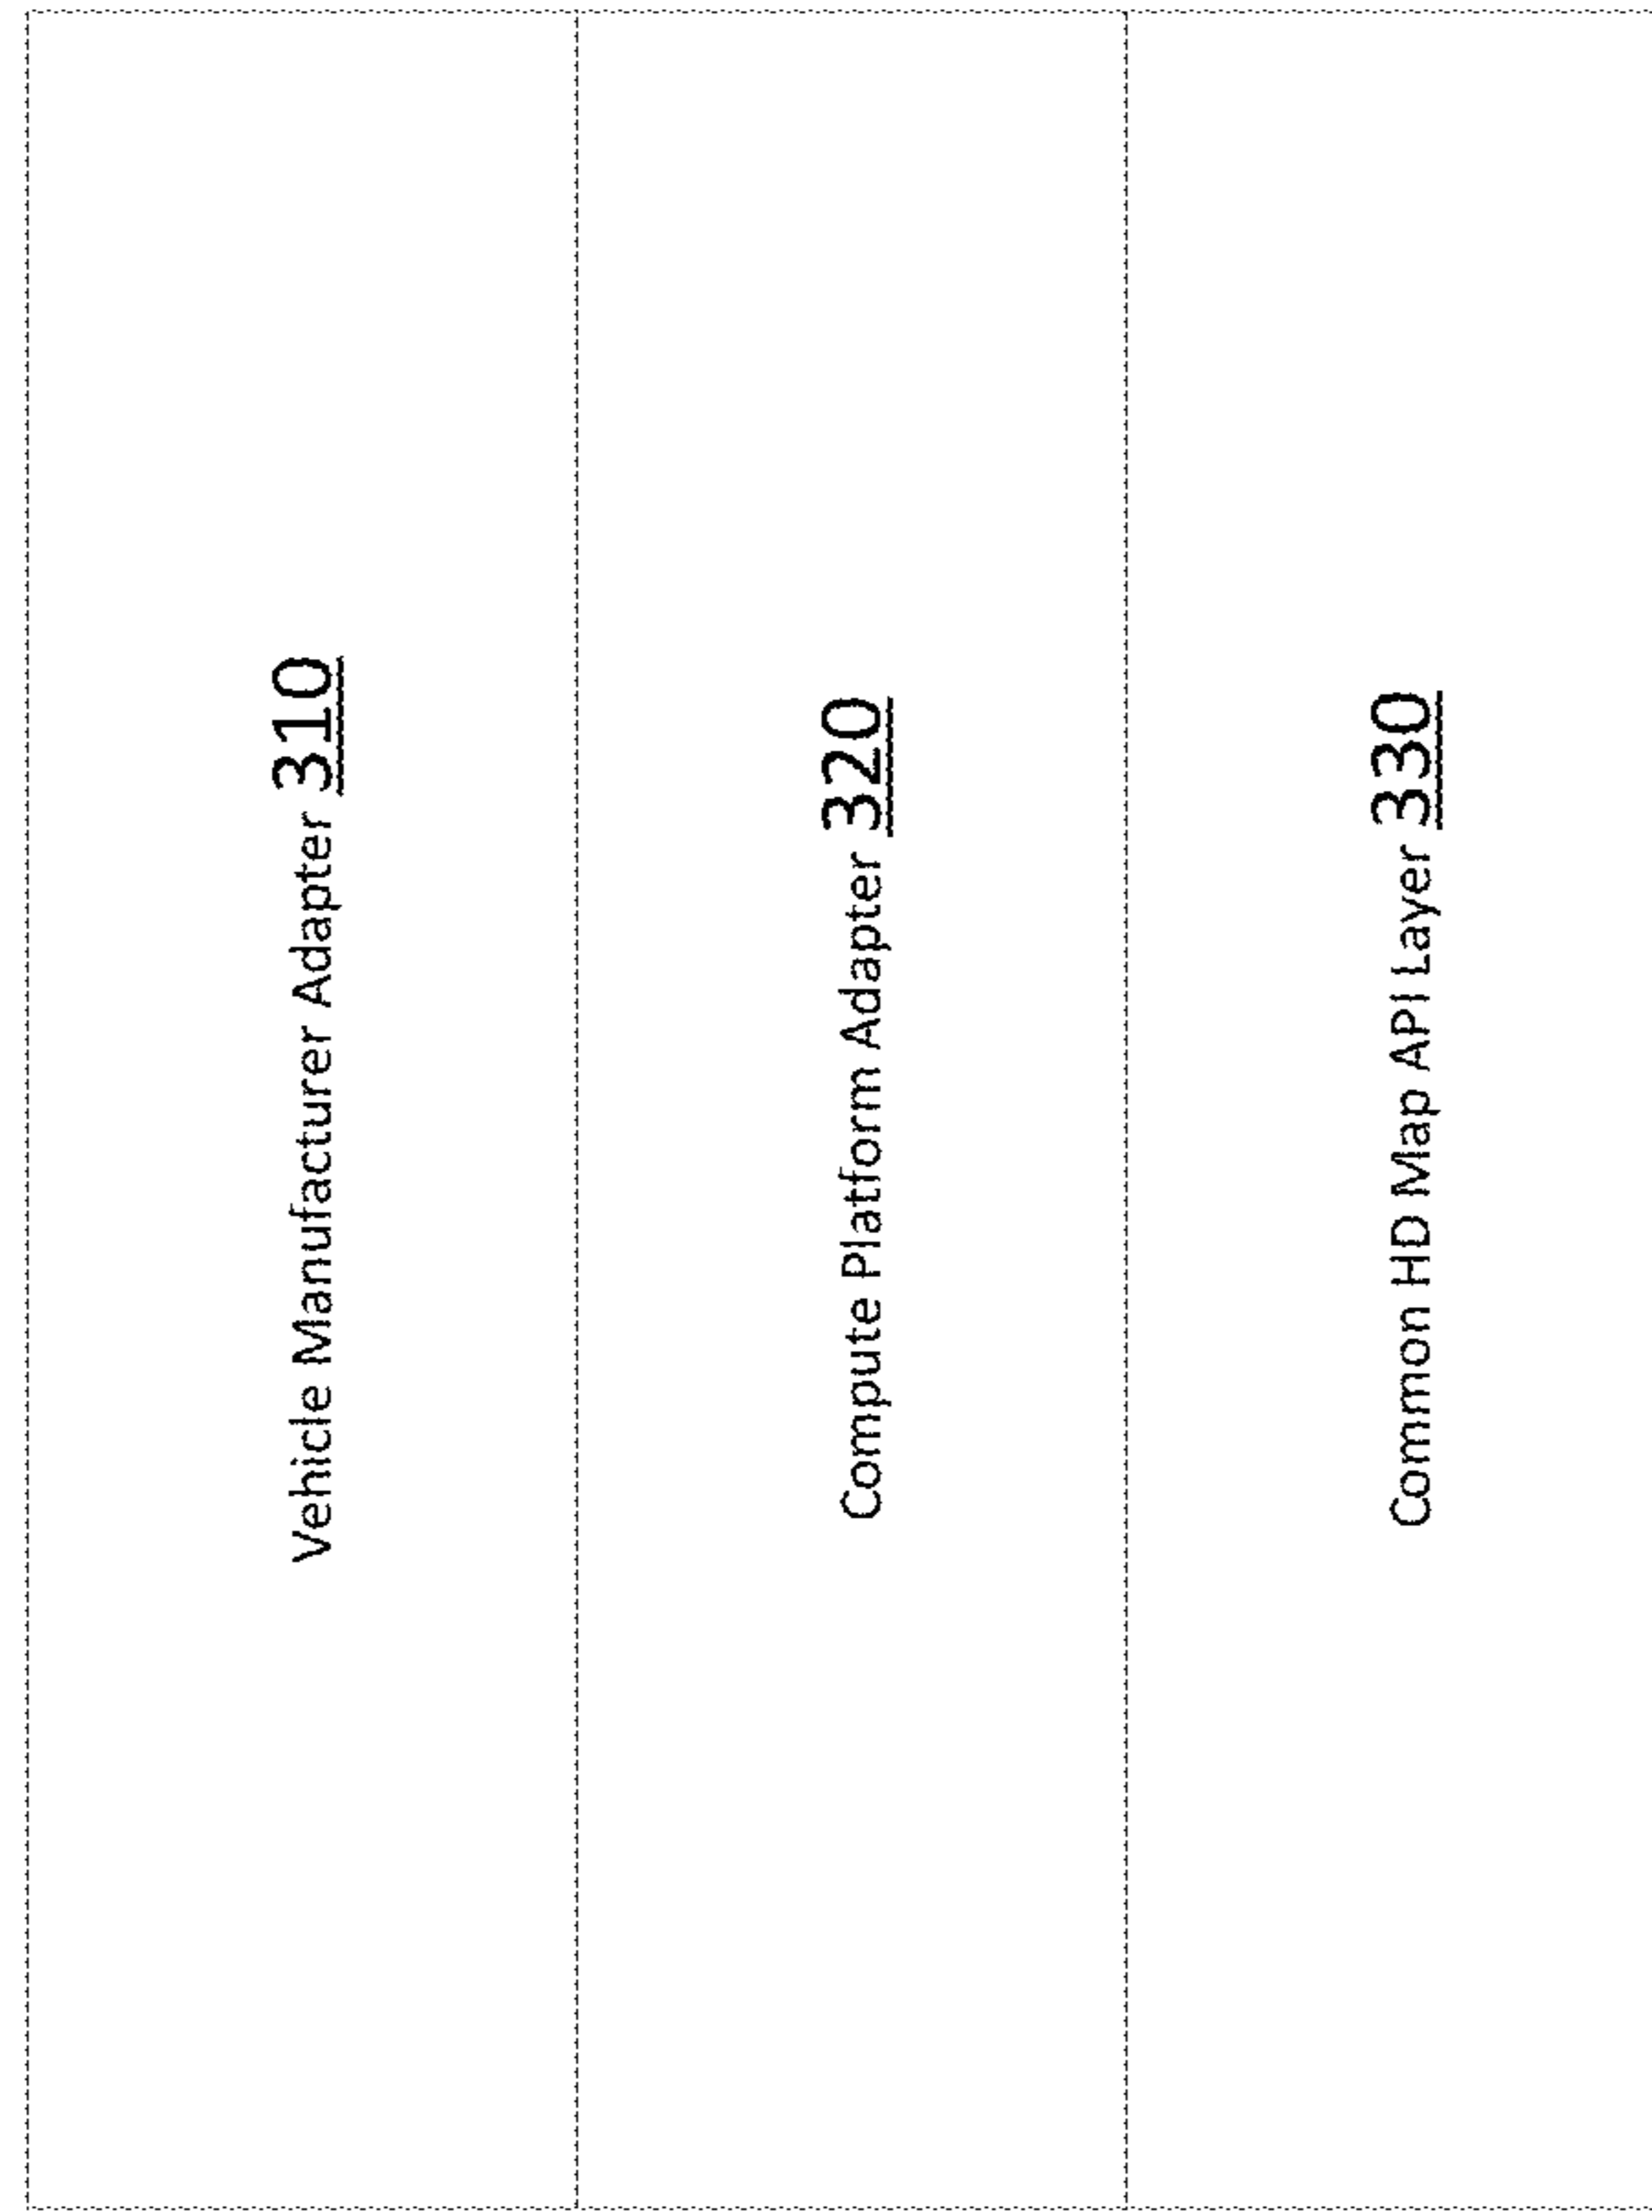 Vehicle Manufacturer Adapter 310
Compute Platform Adapter 320
Common HD Map API Layer 330